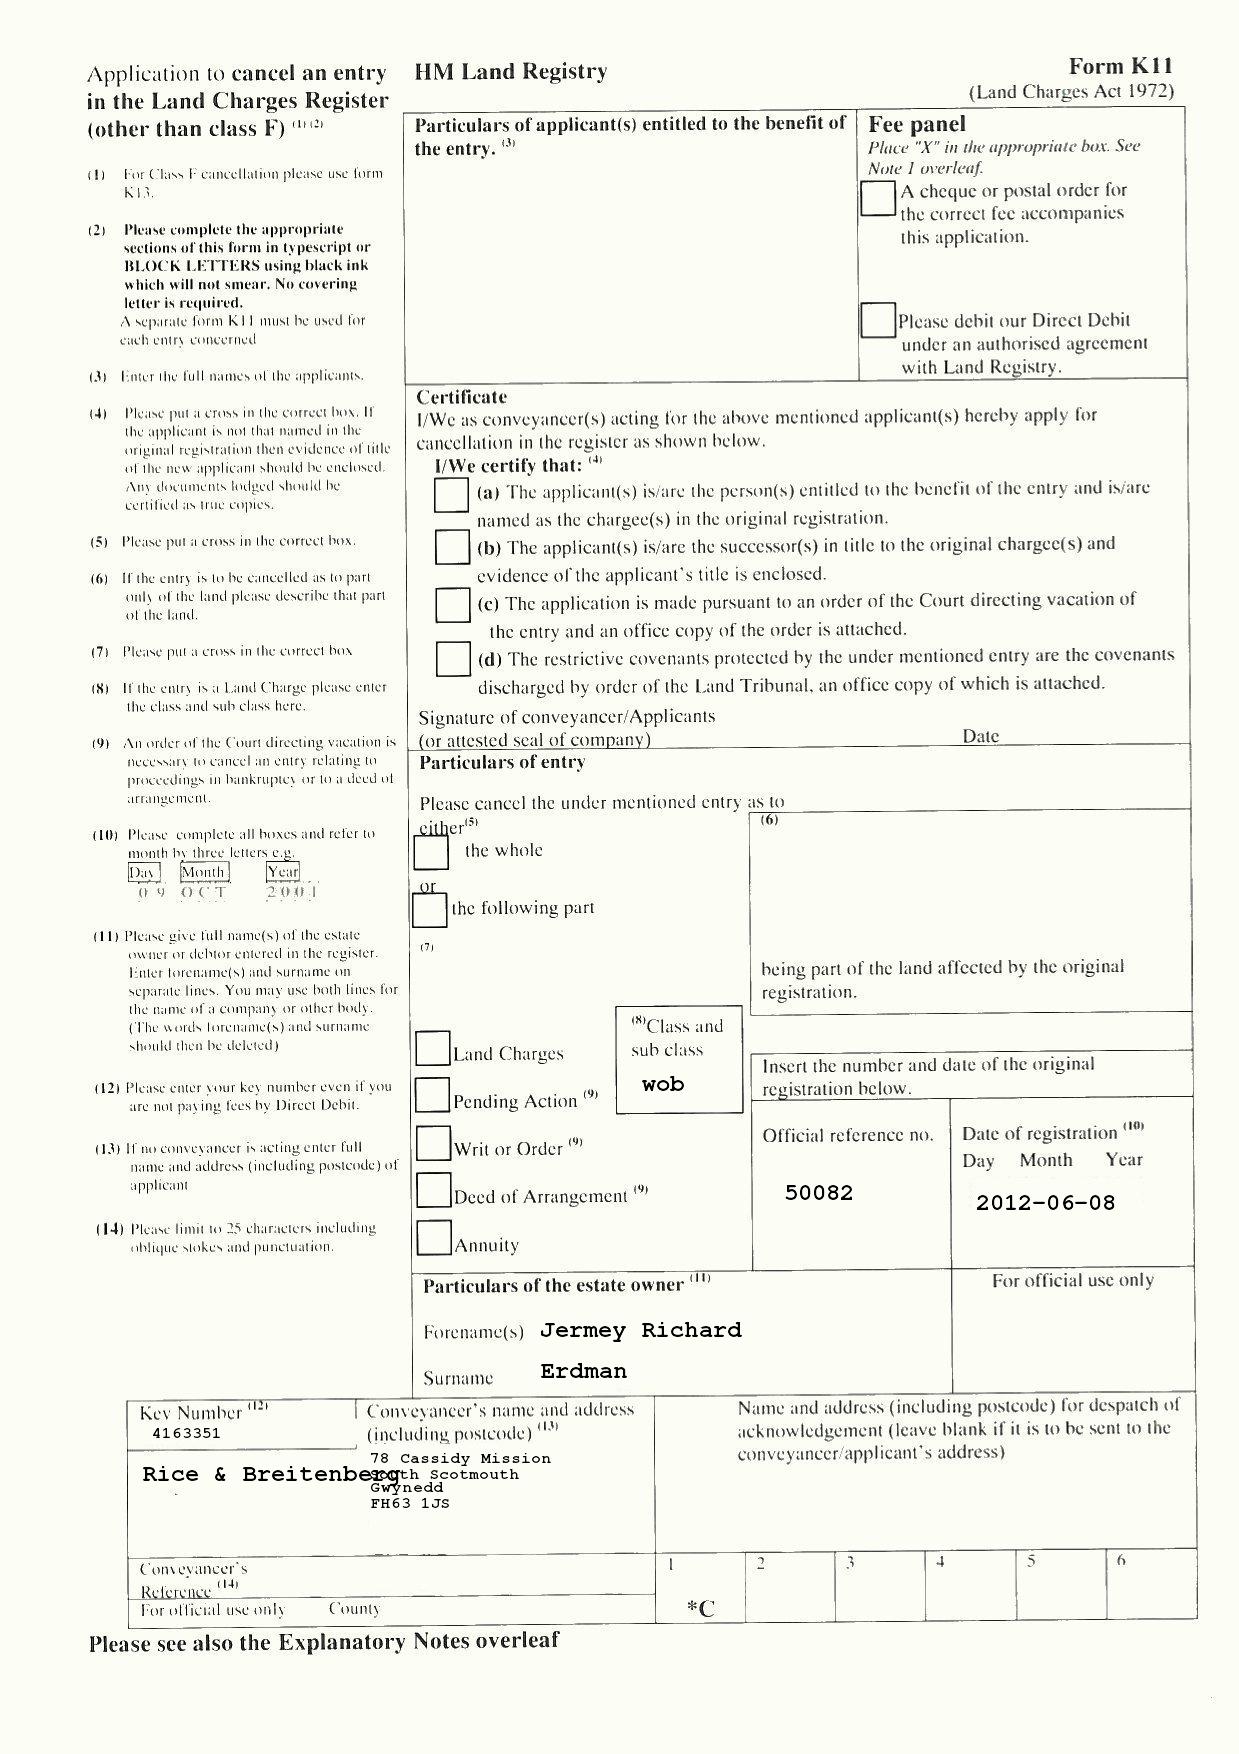 Application to cancel an entry
in the Land Charges Register
(other than class F) (1) (2)
HM Land Registry
Form K11
(Land Charges Act 1972)
(1) For Class F cancellation please use form
K13.
(2) Please complete the appropriate
sections of this form in typescript or
BLOCK LETTERS using black ink
which will not smear. No covering
letter is required.
A separate form K11 must be used for
each entry concerned
(3) Enter the full names of the applicants.
(4) Please put a cross in the correct box. If
the applicant is not that named in the
original registration then evidence of title
of the new applicant should be enclosed.
Any documents lodged should be
certified as true copies.
(5) Please put a cross in the correct box.
(6) If the entry is to be cancelled as to part
only of the land please describe that part
of the land.
(7) Please put a cross in the correct box
(8) If the entry is a Land Charge please enter
the class and sub class here.
(9) An order of the Court directing vacation is
necessary to cancel an entry relating to
proceedings in bankruptcy or to a deed of
arrangement.
(10) Please complete all boxes and refer to
month by three letters e.g.
Day Month Year
09 OCT 2001
(11) Please give full name(s) of the estate
owner or debtor entered in the register.
Enter forename(s) and surname on
separate lines. You may use both lines for
the name of a company or other body.
(The words forename(s) and surname
should then be deleted)
(12) Please enter your key number even if you
are not paying fees by Direct Debit.
(13) If no conveyancer is acting enter full
name and address (including postcode) of
applicant
(14) Please limit to 25 characters including
oblique stokes and punctuation.
Particulars of applicant(s) entitled to the benefit of
the entry. (3)
Fee panel
Place "X" in the appropriate box. See
Note 1 overleaf.
A cheque or postal order for
the correct fee accompanies
this application.
Please debit our Direct Debit
under an authorised agreement
with Land Registry.
Certificate
I/We as conveyancer(s) acting for the above mentioned applicant(s) hereby apply for
cancellation in the register as shown below.
I/We certify that: (4)
(a) The applicant(s) is/are the person(s) entitled to the benefit of the entry and is/are
named as the chargee(s) in the original registration.
(b) The applicant(s) is/are the successor(s) in title to the original chargee(s) and
evidence of the applicant's title is enclosed.
(c) The application is made pursuant to an order of the Court directing vacation of
the entry and an office copy of the order is attached.
(d) The restrictive covenants protected by the under mentioned entry are the covenants
discharged by order of the Land Tribunal, an office copy of which is attached.
Signature of conveyancer/Applicants
(or attested seal of company) Date
Particulars of entry
Please cancel the under mentioned entry as to
either(5)
the whole
or
the following part
(6)
being part of the land affected by the original
registration.
(7)
Land Charges
Pending Action (9)
Writ or Order (9)
Deed of Arrangement (9)
Annuity
(8)Class and
sub class
wob
Insert the number and date of the original
registration below.
Official reference no.
50082
Date of registration (10)
Day Month Year
2012-06-08
Particulars of the estate owner (11)
Forename(s) Jermey Richard
Surname Erdman
For official use only
Key Number (12)
4163351
Rice & Breitenberg
Conveyancer's name and address
(including postcode) (13)
78 Cassidy Mission
South Scotmouth
Gwynedd
FH63 1JS
Name and address (including postcode) for despatch of
acknowledgement (leave blank if it is to be sent to the
conveyancer/applicant's address)
Conveyancer's
Reference (14)
For official use only County
1 2 3 4 5 6
*C
Please see also the Explanatory Notes overleaf